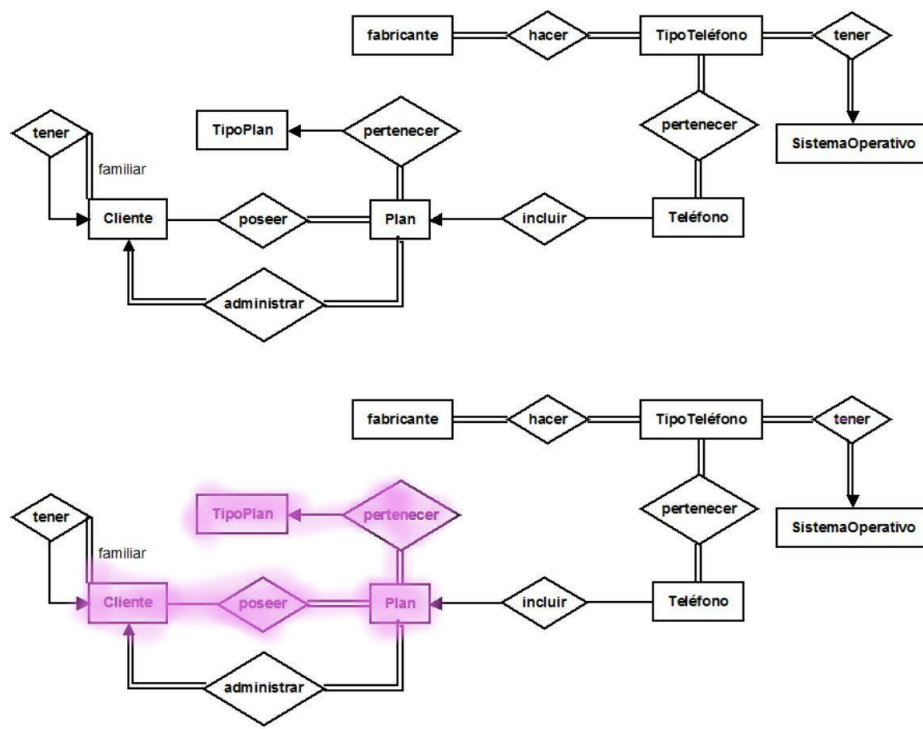 fabricante
hacer
TipoTeléfono
tener
tener
TipoPlan
pertenecer
pertenecer
SistemaOperativo
familiar
Cliente
poseer
Plan
incluir
Teléfono
administrar
fabricante
hacer
TipoTeléfono
tener
tener
TipoPlan
pertenecer
pertenecer
SistemaOperativo
familiar
Cliente
poseer
Plan
incluir
Teléfono
administrar